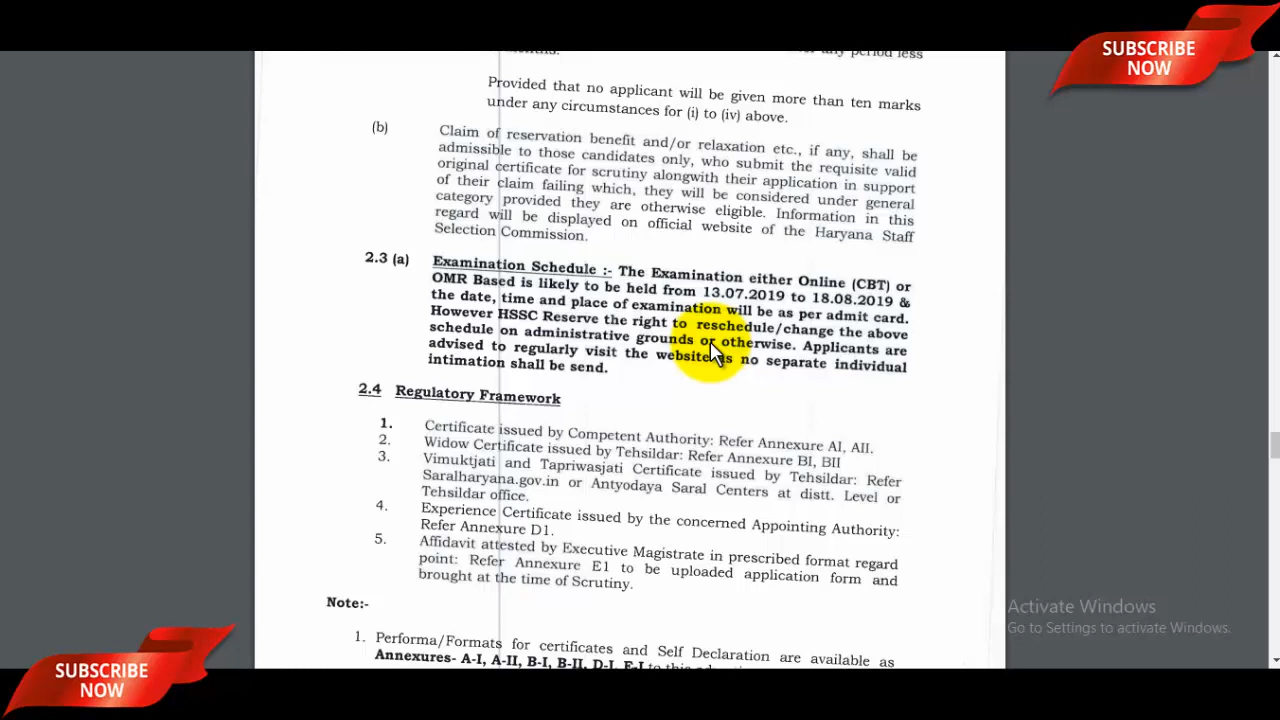 SUBSCRIBE
NOW
months. any period less
Provided that no applicant will be given more than ten marks
under any circumstances for (i) to (iv) above.
(b) Claim of reservation benefit and/or relaxation etc., if any, shall be
admissible to those candidates only, who submit the requisite valid
original certificate for scrutiny alongwith their application in support
of their claim failing which, they will be considered under general
category provided they are otherwise eligible. Information in this
regard will be displayed on official website of the Haryana Staff
Selection Commission.
2.3 (a) Examination Schedule :- The Examination either Online (CBT) or
OMR Based is likely to be held from 13.07.2019 to 18.08.2019 &
the date, time and place of examination will be as per admit card.
However HSSC Reserve the right to reschedule/change the above
schedule on administrative grounds or otherwise. Applicants are
advised to regularly visit the website as no separate individual
intimation shall be send.
2.4 Regulatory Framework
1. Certificate issued by Competent Authority: Refer Annexure AI, AII.
2. Widow Certificate issued by Tehsildar: Refer Annexure BI, BII
3. Vimuktjati and Tapriwasjati Certificate issued by Tehsildar: Refer
Saralharyana.gov.in or Antyodaya Saral Centers at distt. Level or
Tehsildar office.
4. Experience Certificate issued by the concerned Appointing Authority:
Refer Annexure D1.
5. Affidavit attested by Executive Magistrate in prescribed format regard
point: Refer Annexure E1 to be uploaded application form and
brought at the time of Scrutiny.
Note:-
1. Performa/Formats for certificates and Self Declaration are available as
Annexures- A-I, A-II, B-I, B-II, D-I, E-I to this
Activate Windows
Go to Settings to activate Windows.
SUBSCRIBE
NOW